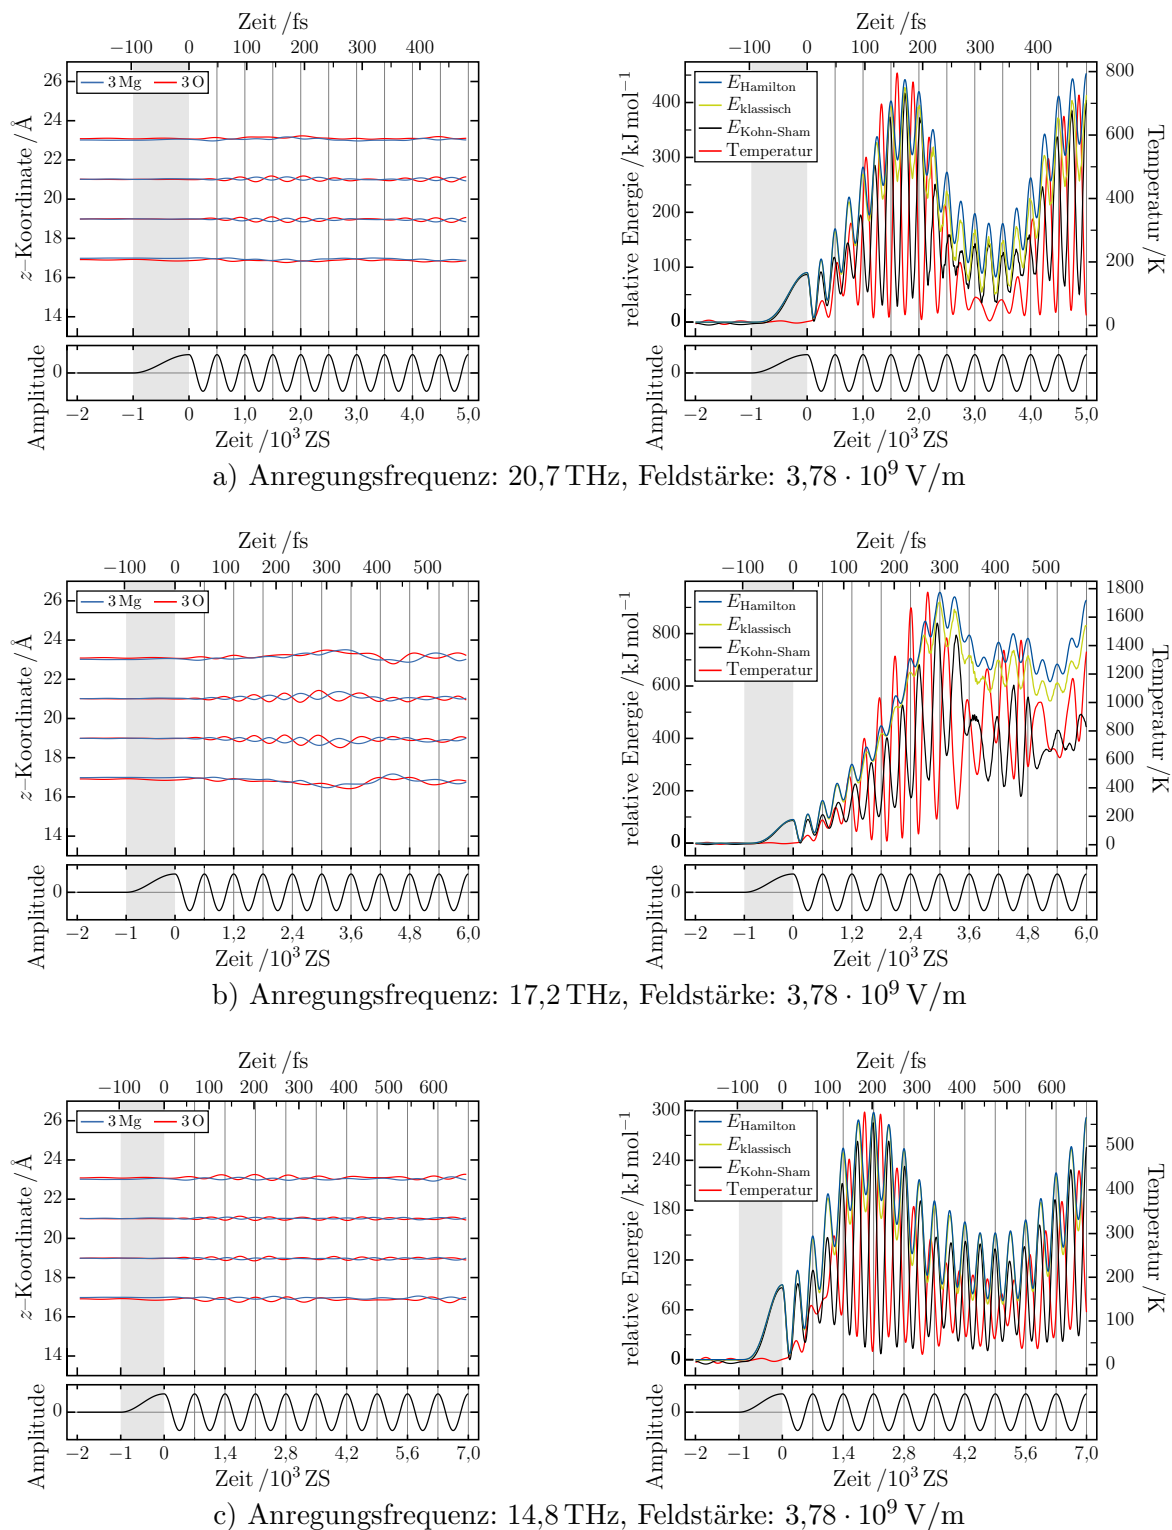 Zeit /fs
−100 0 100 200 300 400
26
24
22
20
18
16
14
z–Koordinate /Å
3 Mg 3 O
Amplitude
0
−2 −1 0 1,0 2,0 3,0 4,0 5,0
Zeit /10³ ZS
Zeit /fs
−100 0 100 200 300 400
400
300
200
100
0
relative Energie /kJ mol⁻¹
E_Hamilton
E_klassisch
E_Kohn-Sham
Temperatur
800
600
400
200
0
Temperatur /K
Amplitude
0
−2 −1 0 1,0 2,0 3,0 4,0 5,0
Zeit /10³ ZS
a) Anregungsfrequenz: 20,7 THz, Feldstärke: 3,78 · 10⁹ V/m
Zeit /fs
−100 0 100 200 300 400 500
26
24
22
20
18
16
14
z–Koordinate /Å
3 Mg 3 O
Amplitude
0
−2 −1 0 1,2 2,4 3,6 4,8 6,0
Zeit /10³ ZS
Zeit /fs
−100 0 100 200 300 400 500
800
600
400
200
0
relative Energie /kJ mol⁻¹
E_Hamilton
E_klassisch
E_Kohn-Sham
Temperatur
1800
1600
1400
1200
1000
800
600
400
200
0
Temperatur /K
Amplitude
0
−2 −1 0 1,2 2,4 3,6 4,8 6,0
Zeit /10³ ZS
b) Anregungsfrequenz: 17,2 THz, Feldstärke: 3,78 · 10⁹ V/m
Zeit /fs
−100 0 100 200 300 400 500 600
26
24
22
20
18
16
14
z–Koordinate /Å
3 Mg 3 O
Amplitude
0
−2 −1 0 1,4 2,8 4,2 5,6 7,0
Zeit /10³ ZS
Zeit /fs
−100 0 100 200 300 400 500 600
300
240
180
120
60
0
relative Energie /kJ mol⁻¹
E_Hamilton
E_klassisch
E_Kohn-Sham
Temperatur
500
400
300
200
100
0
Temperatur /K
Amplitude
0
−2 −1 0 1,4 2,8 4,2 5,6 7,0
Zeit /10³ ZS
c) Anregungsfrequenz: 14,8 THz, Feldstärke: 3,78 · 10⁹ V/m